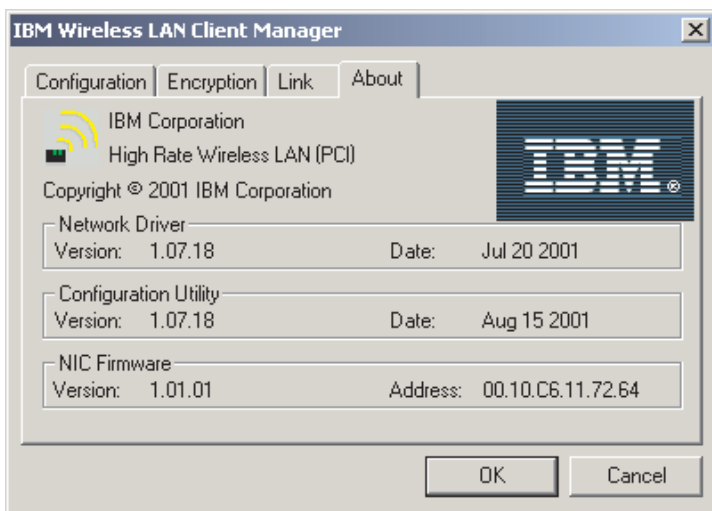 IBM Wireless LAN Client Manager
Configuration Encryption Link About
IBM Corporation
High Rate Wireless LAN (PCI)
Copyright © 2001 IBM Corporation
IBM®
Network Driver
Version: 1.07.18 Date: Jul 20 2001
Configuration Utility
Version: 1.07.18 Date: Aug 15 2001
NIC Firmware
Version: 1.01.01 Address: 00.10.C6.11.72.64
OK Cancel